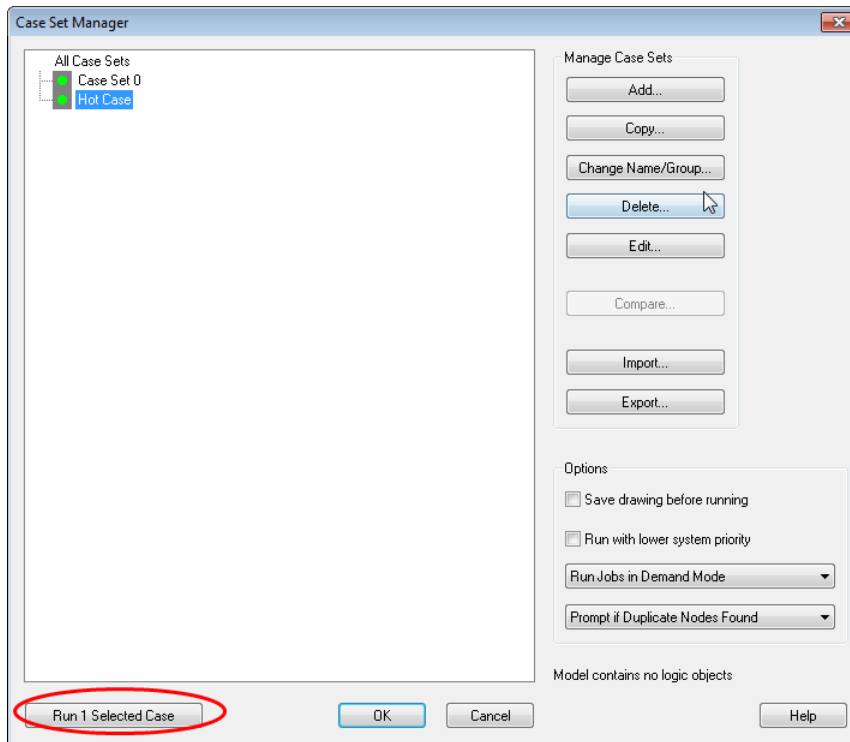 Case Set Manager
All Case Sets
Case Set 0
Hot Case
Manage Case Sets
Add...
Copy...
Change Name/Group...
Delete...
Edit...
Compare...
Import...
Export...
Options
Save drawing before running
Run with lower system priority
Run Jobs in Demand Mode
Prompt if Duplicate Nodes Found
Model contains no logic objects
Run 1 Selected Case
OK
Cancel
Help